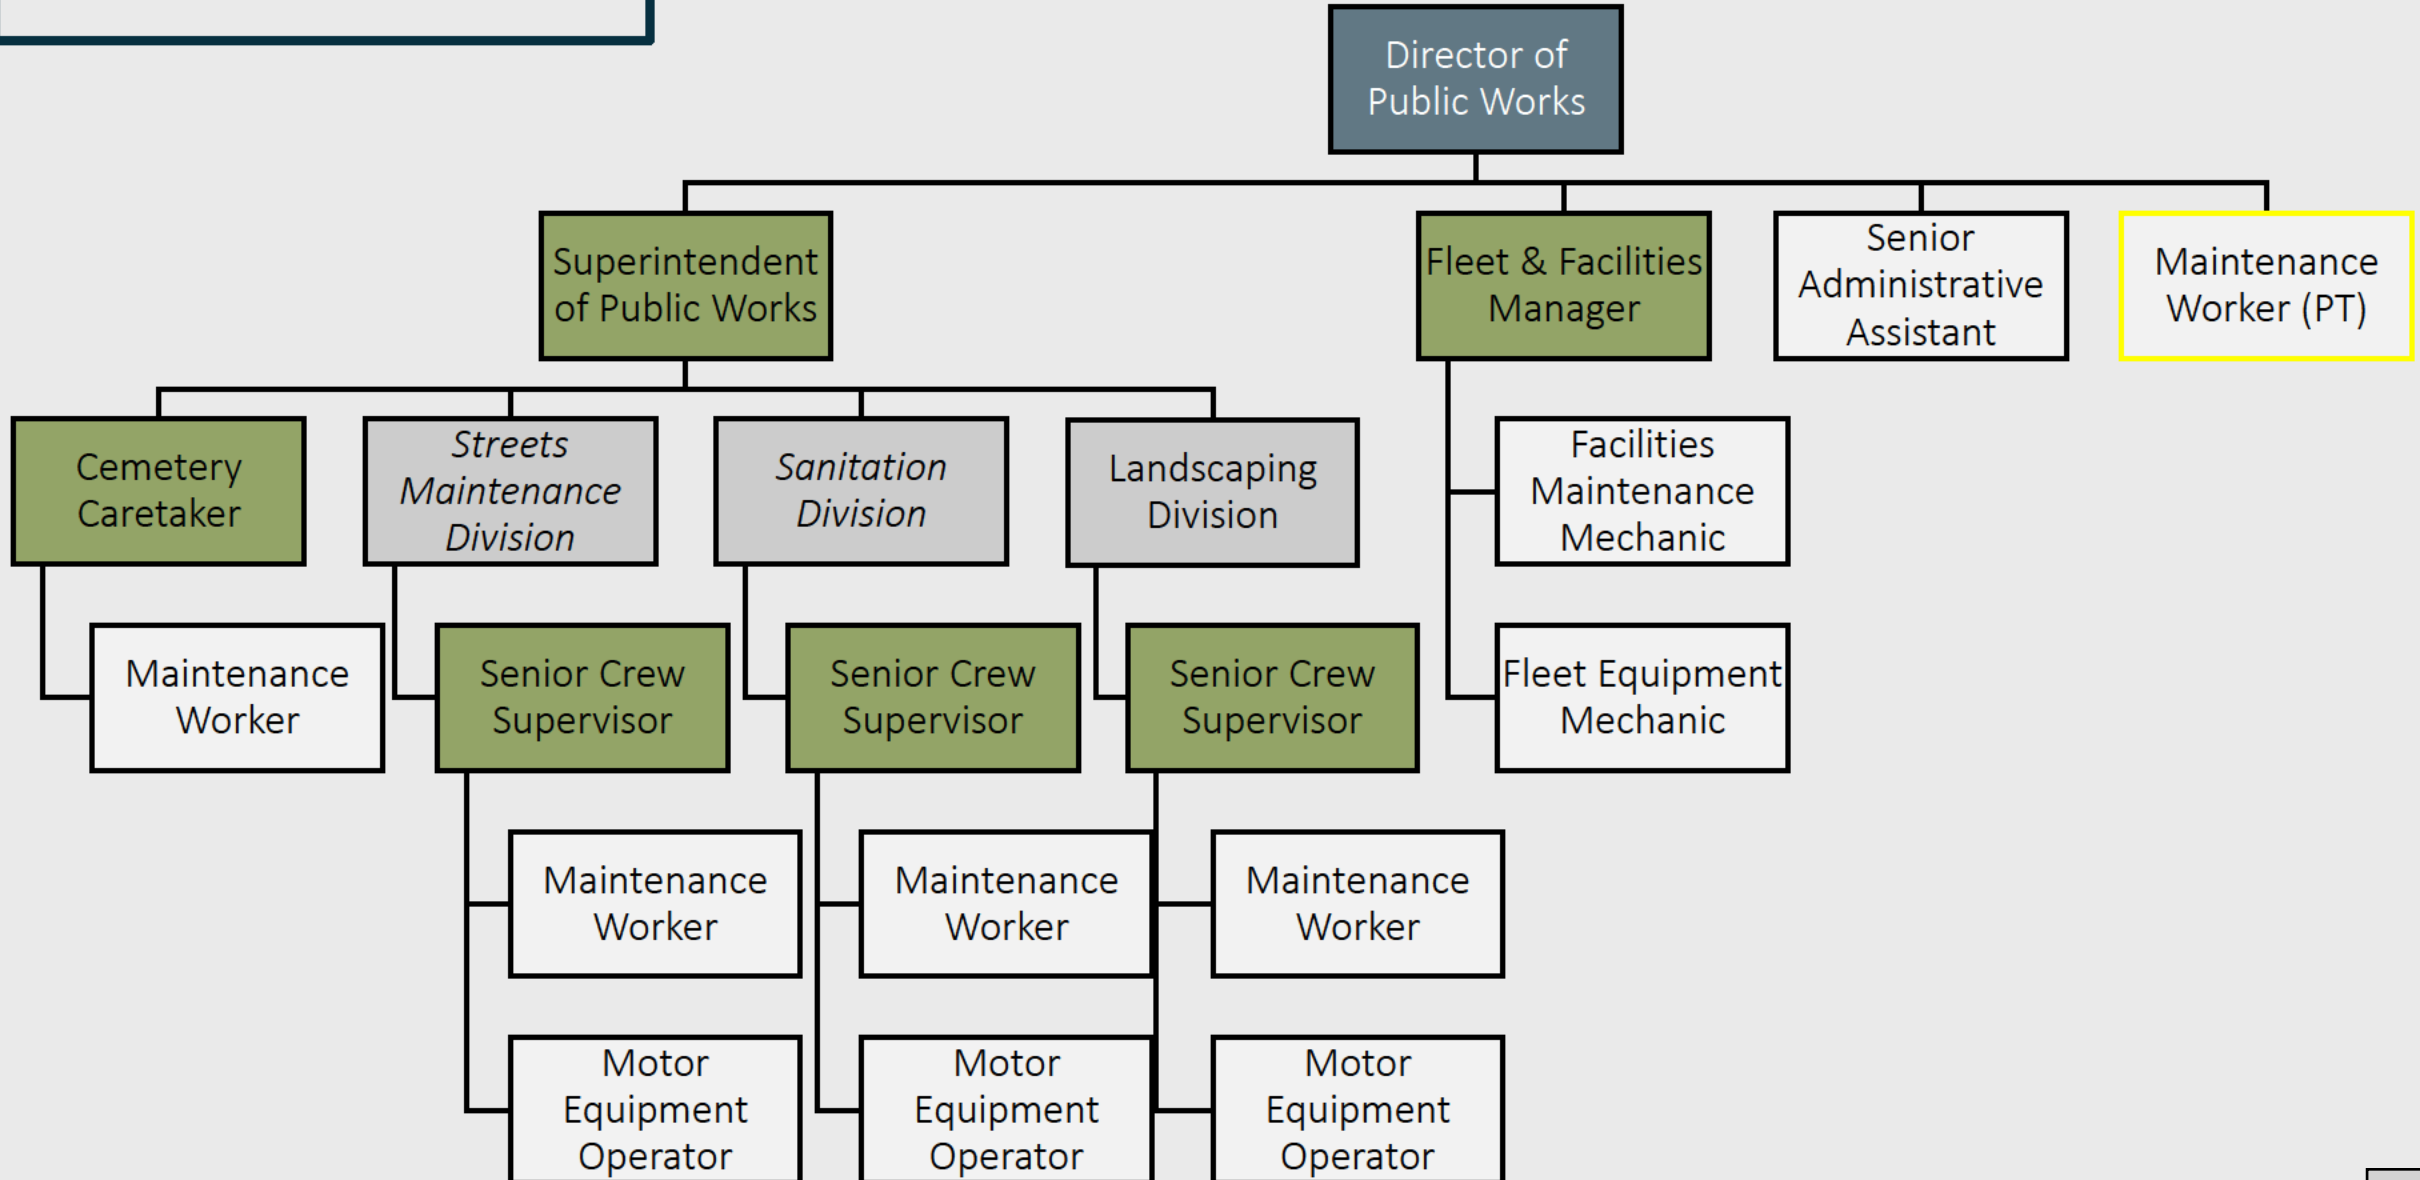 Director of
Public Works
Superintendent
of Public Works
Fleet & Facilities
Manager
Senior
Administrative
Assistant
Maintenance
Worker (PT)
Cemetery
Caretaker
Streets
Maintenance
Division
Sanitation
Division
Landscaping
Division
Facilities
Maintenance
Mechanic
Maintenance
Worker
Senior Crew
Supervisor
Senior Crew
Supervisor
Senior Crew
Supervisor
Fleet Equipment
Mechanic
Maintenance
Worker
Maintenance
Worker
Maintenance
Worker
Motor
Equipment
Operator
Motor
Equipment
Operator
Motor
Equipment
Operator